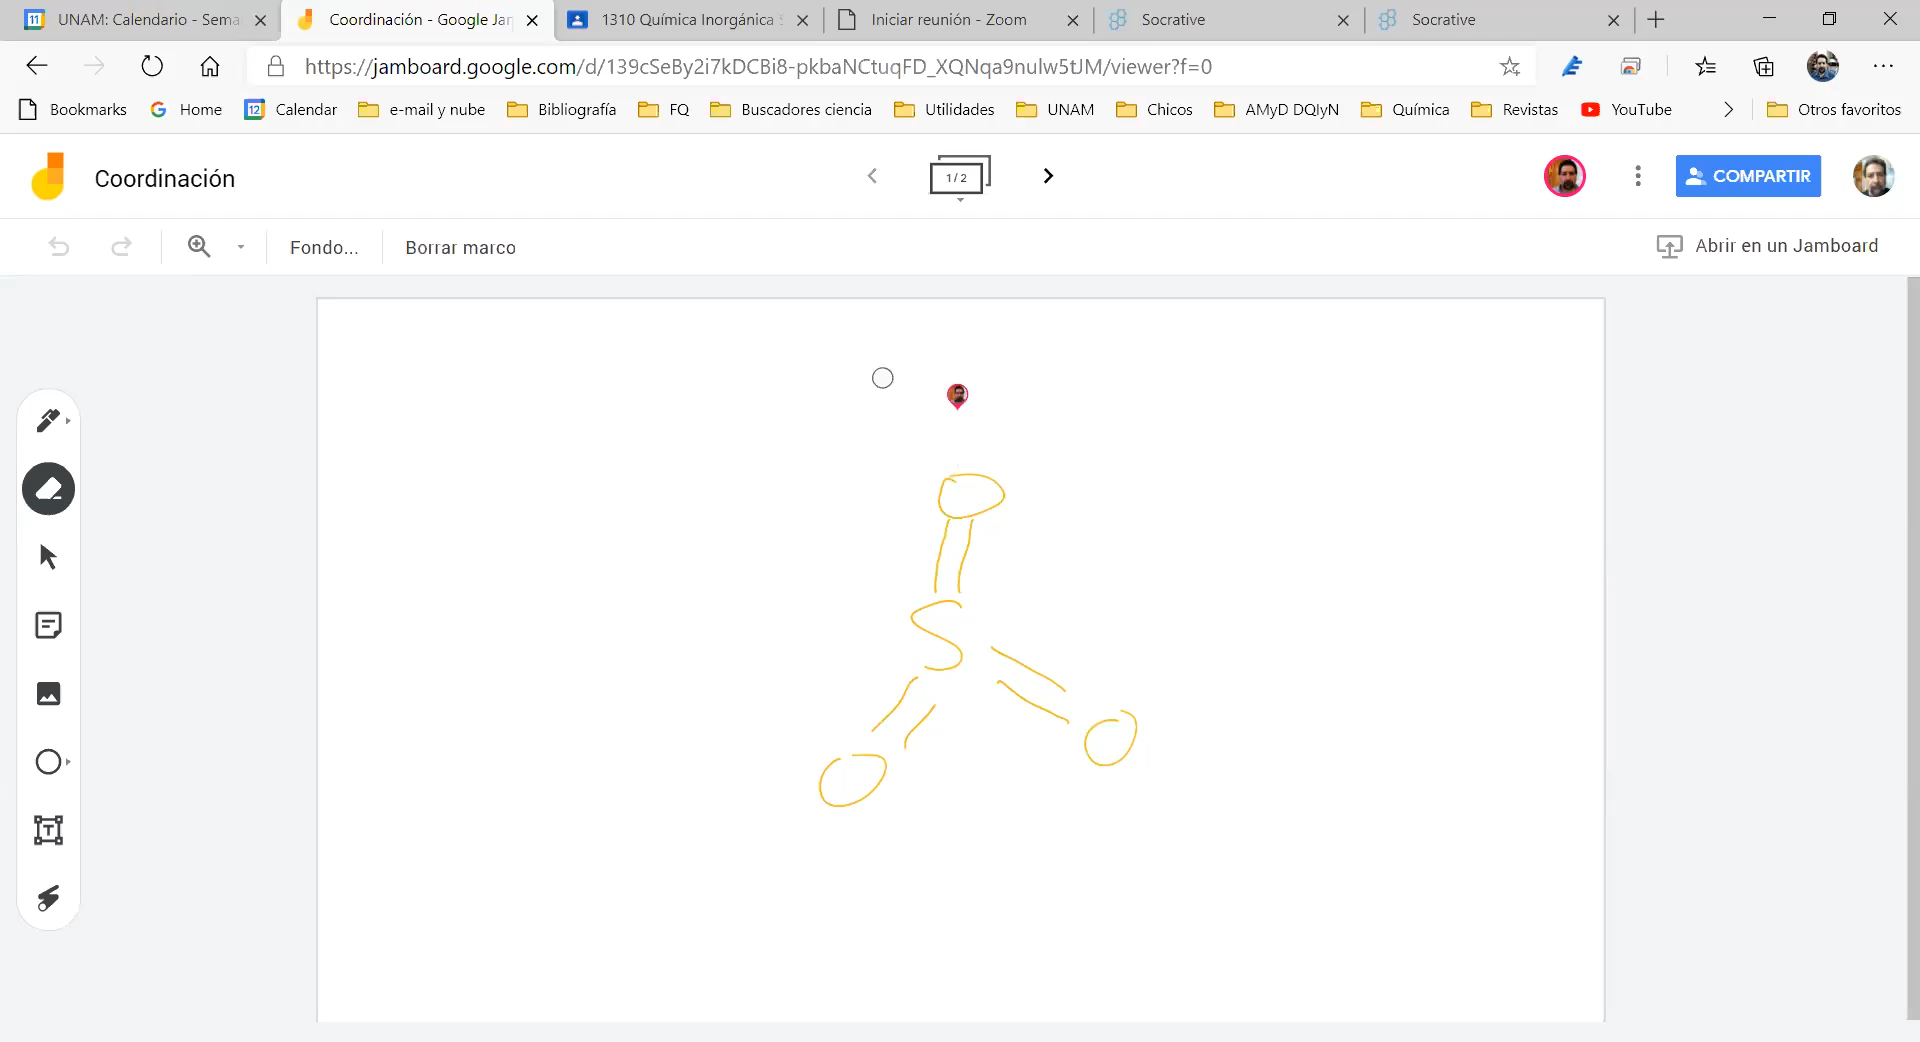 11 UNAM: Calendario - Sema
Coordinación - Google Jar
1310 Química Inorgánica
Iniciar reunión - Zoom
Socrative
Socrative
https://jamboard.google.com/d/139cSeBy2i7kDCBi8-pkbaNCtuqFD_XQNqa9nulw5tJM/viewer?f=0
Bookmarks
Home
12 Calendar
e-mail y nube
Bibliografía
FQ
Buscadores ciencia
Utilidades
UNAM
Chicos
AMyD DQIyN
Química
Revistas
YouTube
Otros favoritos
Coordinación
1 / 2
COMPARTIR
Fondo...
Borrar marco
Abrir en un Jamboard
O
S
O
O